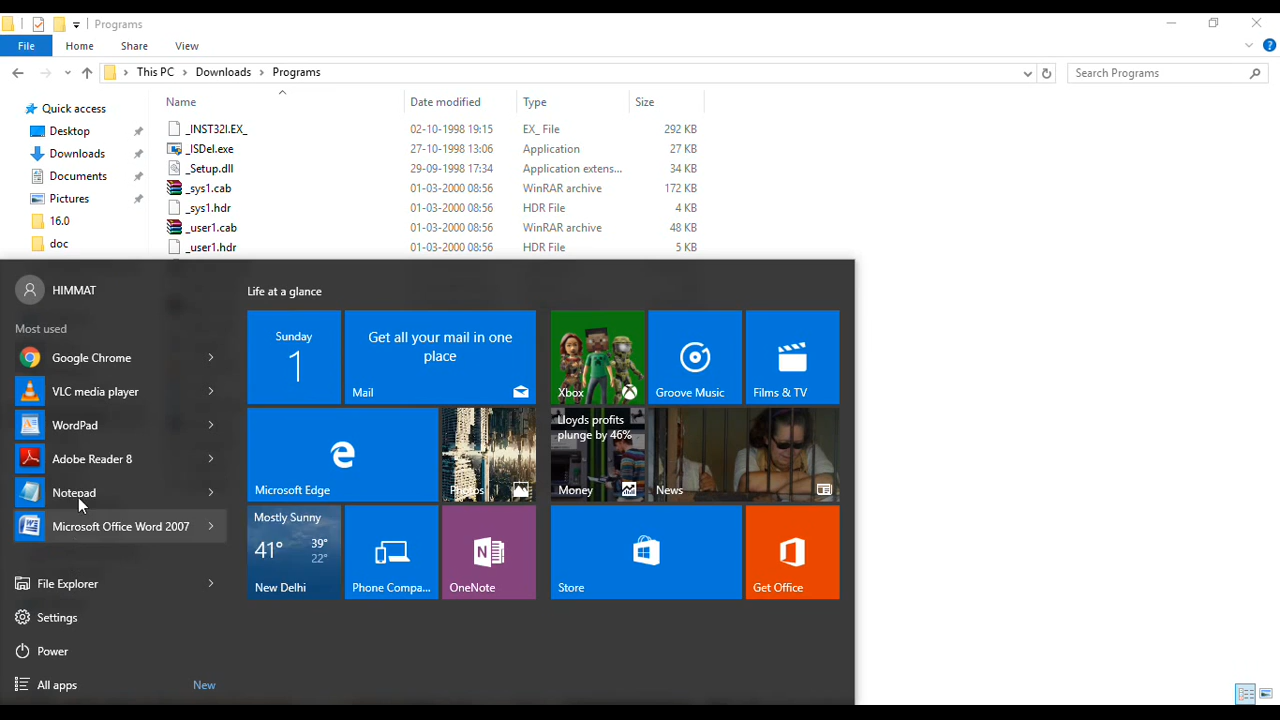 Programs
File Home Share View
This PC Downloads Programs
Search Programs
Name Date modified Type Size
Quick access
Desktop
Downloads
Documents
Pictures
16.0
doc
_INST32I.EX_ 02-10-1998 19:15 EX_ File 292 KB
_ISDel.exe 27-10-1998 13:06 Application 27 KB
_Setup.dll 29-09-1998 17:34 Application extens... 34 KB
_sys1.cab 01-03-2000 08:56 WinRAR archive 172 KB
_sys1.hdr 01-03-2000 08:56 HDR File 4 KB
_user1.cab 01-03-2000 08:56 WinRAR archive 48 KB
_user1.hdr 01-03-2000 08:56 HDR File 5 KB
HIMMAT
Most used
Google Chrome
VLC media player
WordPad
Adobe Reader 8
Notepad
Microsoft Office Word 2007
File Explorer
Settings
Power
All apps New
Life at a glance
Sunday
1
Get all your mail in one
place
Mail
Xbox
Groove Music
Films & TV
Microsoft Edge
Photos
Lloyds profits
plunge by 46%
Money
News
Mostly Sunny
41° 39°
22°
New Delhi
Phone Compa...
OneNote
Store
Get Office